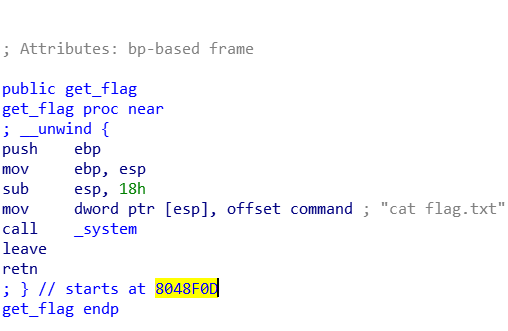 ; Attributes: bp-based frame
public get_flag
get_flag proc near
; __unwind {
push ebp
mov ebp, esp
sub esp, 18h
mov dword ptr [esp], offset command ; "cat flag.txt"
call _system
leave
retn
; } // starts at 8048F0D
get_flag endp